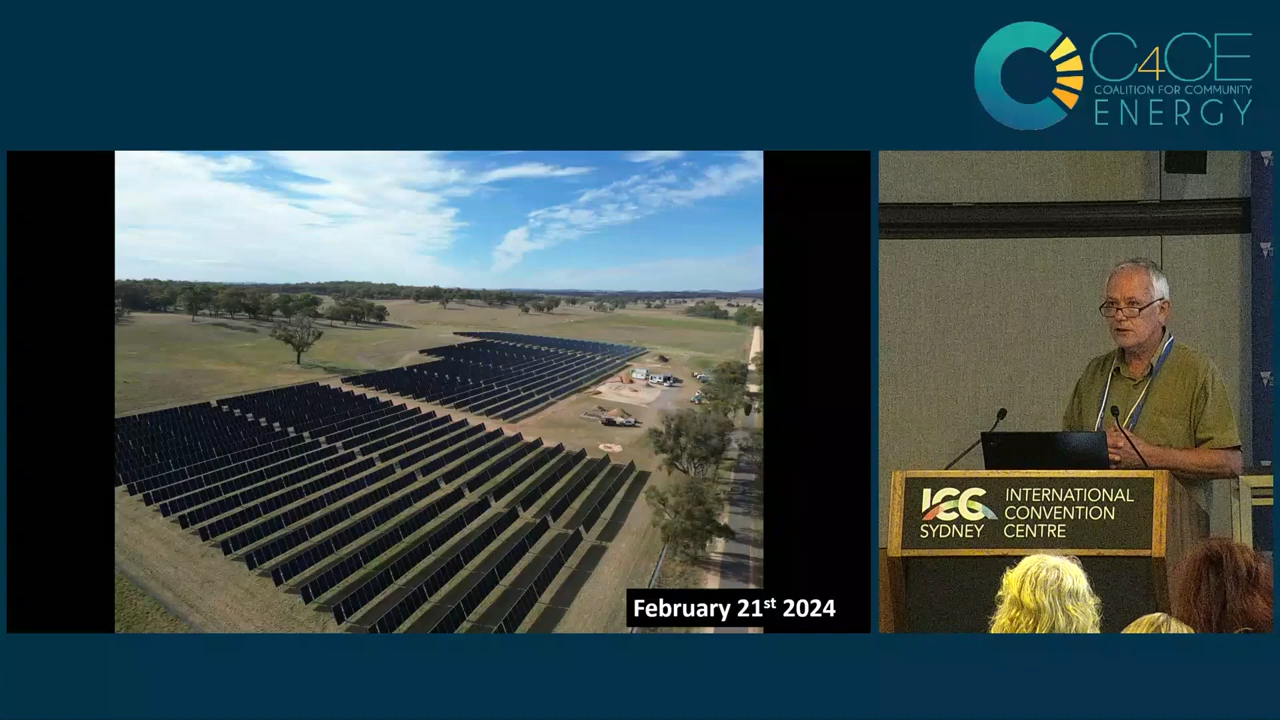 C4CE
COALITION FOR COMMUNITY
ENERGY
February 21st 2024
ICC
SYDNEY
INTERNATIONAL
CONVENTION
CENTRE